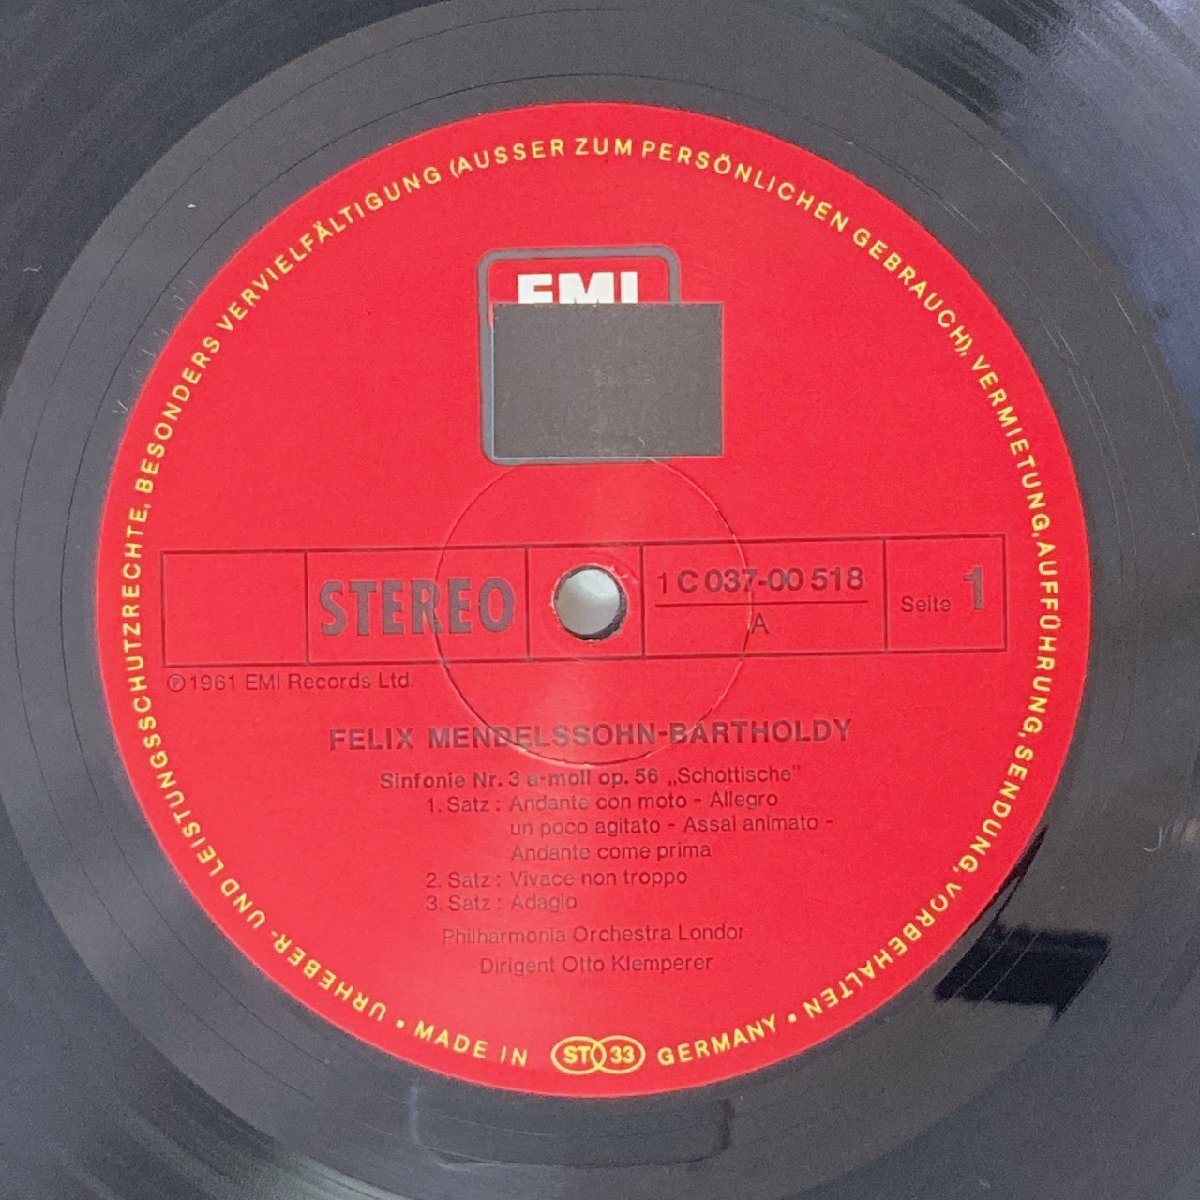 URHEBER- UND LEISTUNGSSCHUTZRECHTE, BESONDERS VERVIELFÄLTIGUNG (AUSSER ZUM PERSÖNLICHEN GEBRAUCH), VERMIETUNG, AUFFÜHRUNG, SENDUNG, VORBEHALTEN
EMI
STEREO
1 C 037-00 518
A
Seite 1
℗ 1961 EMI Records Ltd.
FELIX MENDELSSOHN-BARTHOLDY
Sinfonie Nr. 3 a-moll op. 56 „Schottische"
1. Satz : Andante con moto - Allegro
un poco agitato - Assai animato -
Andante come prima
2. Satz : Vivace non troppo
3. Satz : Adagio
Philharmonia Orchestra London
Dirigent Otto Klemperer
• MADE IN ST 33 GERMANY •